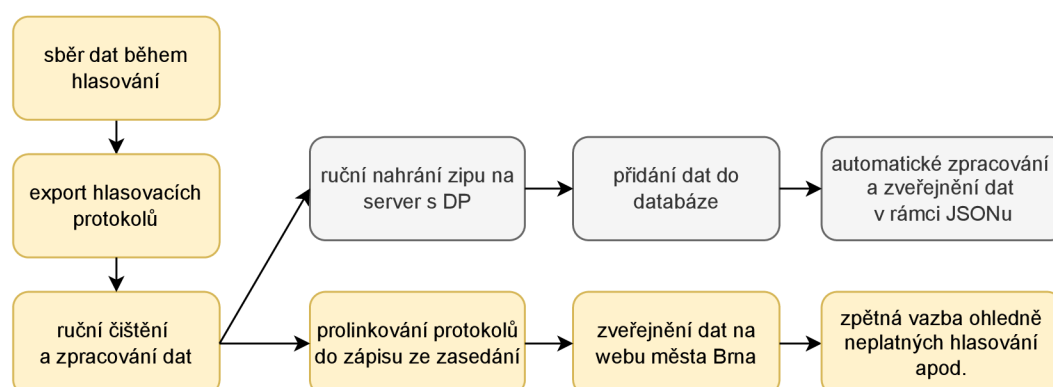 sběr dat během
hlasování
export hlasovacích
protokolů
ruční čištění
a zpracování dat
ruční nahrání zipu na
server s DP
přidání dat do
databáze
automatické zpracování
a zveřejnění dat
v rámci JSONu
prolinkování protokolů
do zápisu ze zasedání
zveřejnění dat na
webu města Brna
zpětná vazba ohledně
neplatných hlasování
apod.